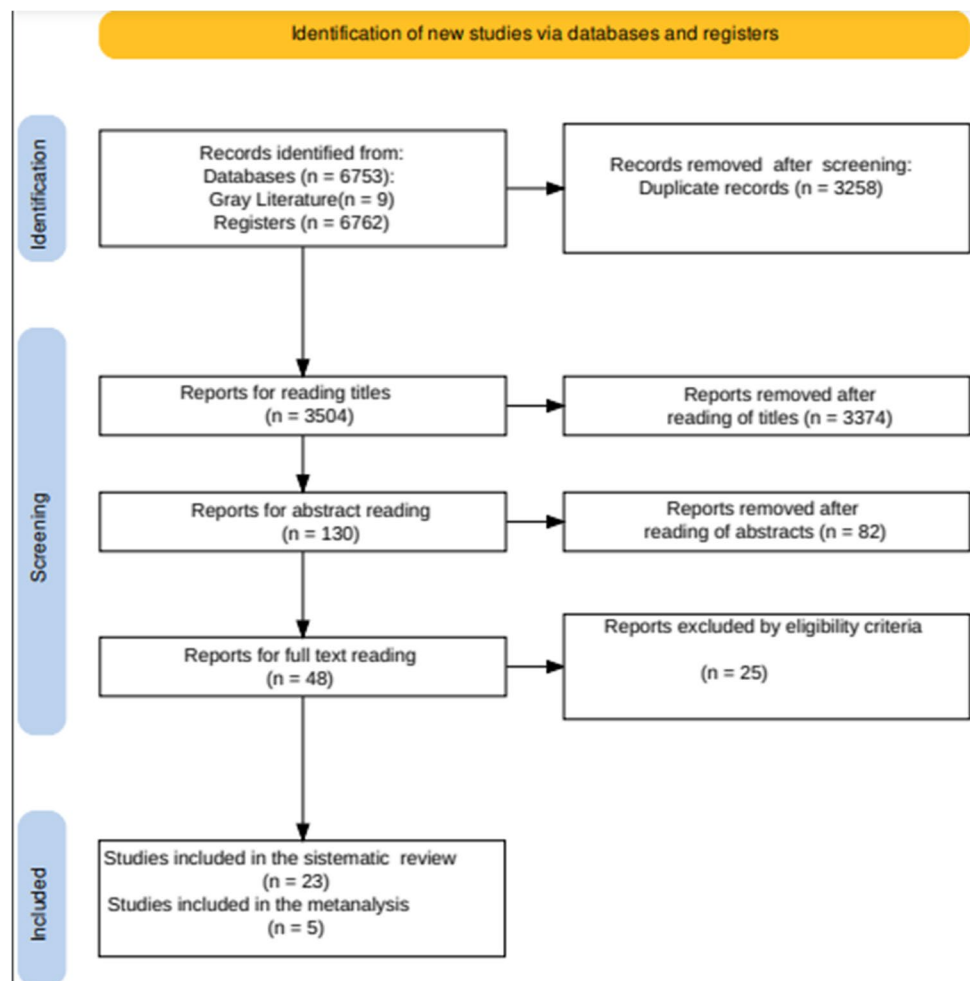 Identification of new studies via databases and registers
Identification
Records identified from:
Databases (n = 6753):
Gray Literature(n = 9)
Registers (n = 6762)
Records removed after screening:
Duplicate records (n = 3258)
Screening
Reports for reading titles
(n = 3504)
Reports removed after
reading of titles (n = 3374)
Reports for abstract reading
(n = 130)
Reports removed after
reading of abstracts (n = 82)
Reports for full text reading
(n = 48)
Reports excluded by eligibility criteria
(n = 25)
Included
Studies included in the sistematic review
(n = 23)
Studies included in the metanalysis
(n = 5)